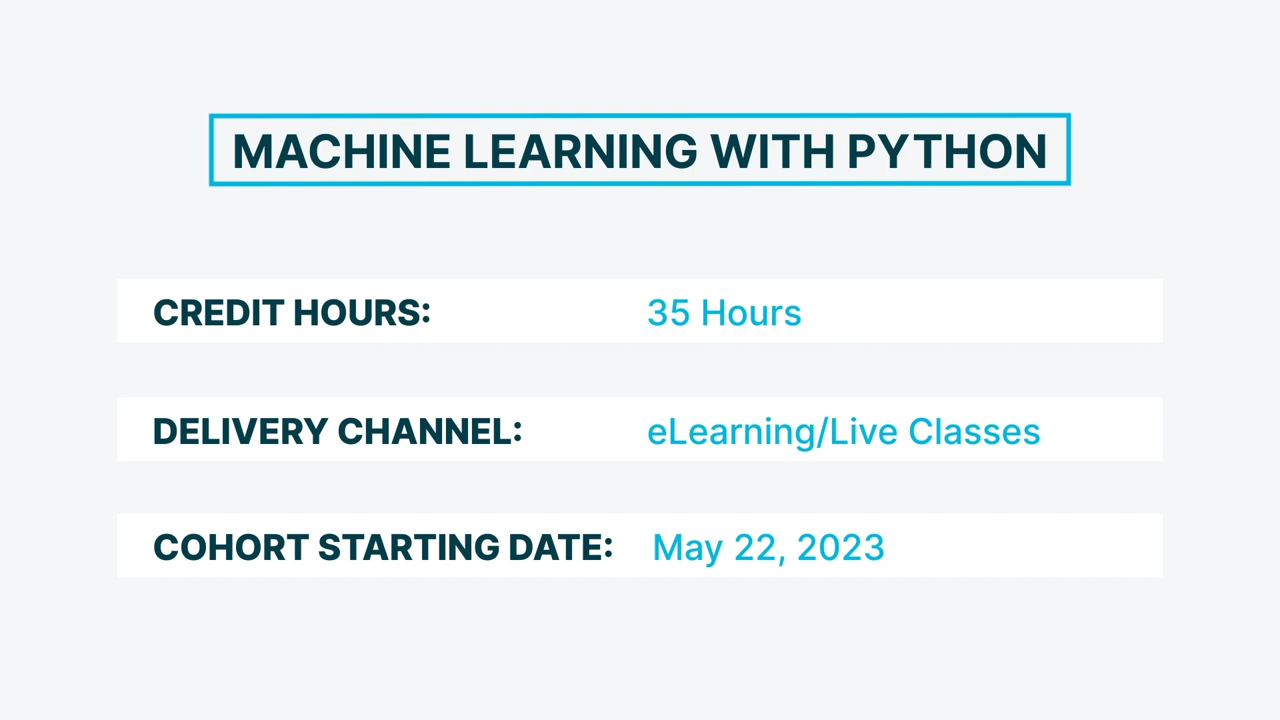 MACHINE LEARNING WITH PYTHON
CREDIT HOURS: 35 Hours
DELIVERY CHANNEL: eLearning/Live Classes
COHORT STARTING DATE: May 22, 2023